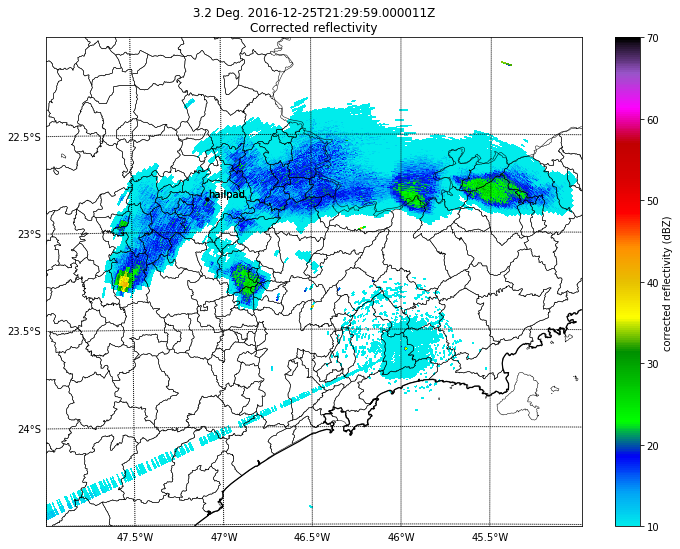 3.2 Deg. 2016-12-25T21:29:59.000011Z
Corrected reflectivity
70
60
50
40
30
20
10
corrected reflectivity (dBZ)
22.5°S
23°S
23.5°S
24°S
hailpad
47.5°W
47°W
46.5°W
46°W
45.5°W